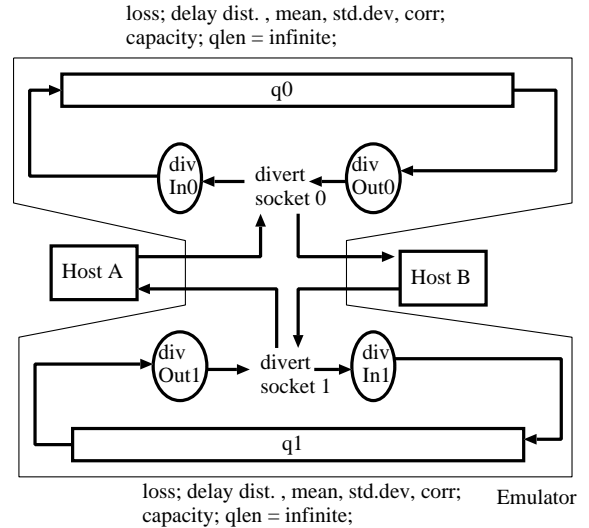 loss; delay dist. , mean, std.dev, corr;
capacity; qlen = infinite;
q0
div
In0
divert
socket 0
div
Out0
Host A
Host B
div
Out1
divert
socket 1
div
In1
q1
loss; delay dist. , mean, std.dev, corr;
capacity; qlen = infinite;
Emulator